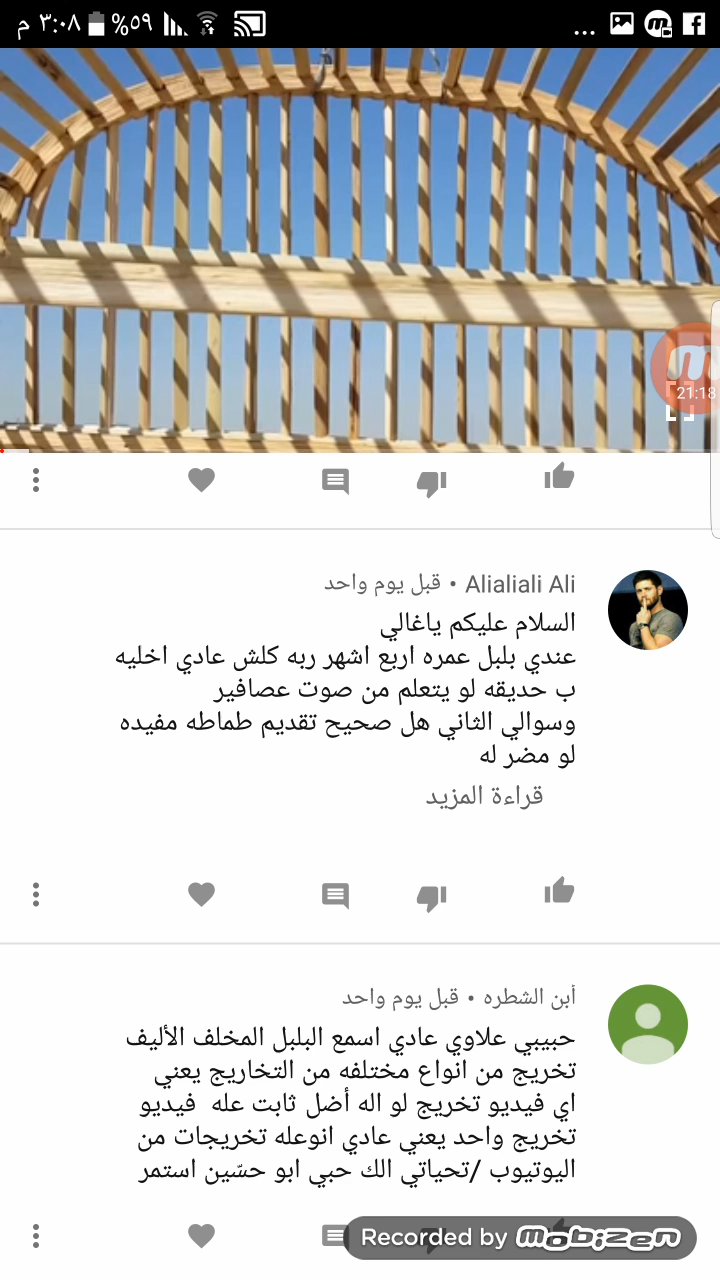 ٣:٠٨ م
%٥٩
...
21:18
Alialiali Ali • قبل يوم واحد
السلام عليكم ياغالي
عندي بلبل عمره اربع اشهر ربه كلش عادي اخليه
ب حديقه لو يتعلم من صوت عصافير
وسوالي الثاني هل صحيح تقديم طماطه مفيده
لو مضر له
قراءة المزيد
أبن الشطره • قبل يوم واحد
حبيبي علاوي عادي اسمع البلبل المخلف الأليف
تخريج من انواع مختلفه من التخاريج يعني
اي فيديو تخريج لو اله أضل ثابت عله فيديو
تخريج واحد يعني عادي انوعله تخريجات من
اليوتيوب /تحياتي الك حبي ابو حسّين استمر
Recorded by mobizen